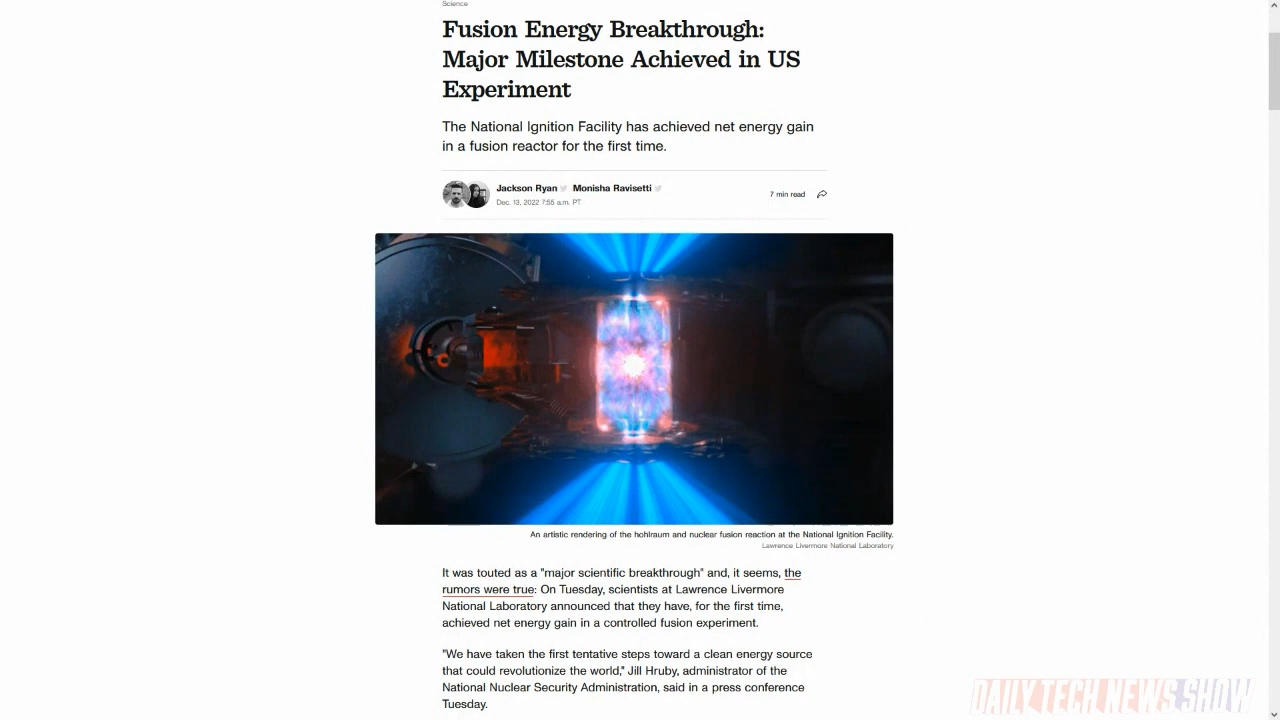 Science
Fusion Energy Breakthrough:
Major Milestone Achieved in US
Experiment
The National Ignition Facility has achieved net energy gain
in a fusion reactor for the first time.
Jackson Ryan Monisha Ravisetti
Dec. 13, 2022 7:55 a.m. PT
7 min read
An artistic rendering of the hohlraum and nuclear fusion reaction at the National Ignition Facility.
Lawrence Livermore National Laboratory
It was touted as a "major scientific breakthrough" and, it seems, the
rumors were true: On Tuesday, scientists at Lawrence Livermore
National Laboratory announced that they have, for the first time,
achieved net energy gain in a controlled fusion experiment.
"We have taken the first tentative steps toward a clean energy source
that could revolutionize the world," Jill Hruby, administrator of the
National Nuclear Security Administration, said in a press conference
Tuesday.
DAILY TECH NEWS SHOW